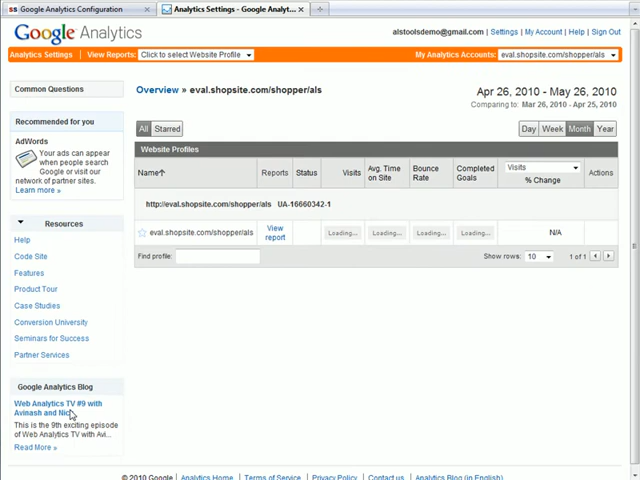 Google Analytics Configuration
Analytics Settings - Google Analyt...
Google Analytics
alstoolsdemo@gmail.com | Settings | My Account | Help | Sign Out
Analytics Settings | View Reports: Click to select Website Profile
My Analytics Accounts: eval.shopsite.com/shopper/als
Common Questions
Recommended for you
AdWords
Your ads can appear
when people search
Google or visit our
network of partner sites.
Learn more »
Resources
Help
Code Site
Features
Product Tour
Case Studies
Conversion University
Seminars for Success
Partner Services
Google Analytics Blog
Web Analytics TV #9 with
Avinash and Nic
This is the 9th exciting episode
of Web Analytics TV with Avi...
Read More »
Overview » eval.shopsite.com/shopper/als
Apr 26, 2010 - May 26, 2010
Comparing to: Mar 26, 2010 - Apr 25, 2010
All Starred
Day Week Month Year
Website Profiles
Name Reports Status Visits Avg. Time on Site Bounce Rate Completed Goals Visits % Change Actions
http://eval.shopsite.com/shopper/als UA-16660342-1
eval.shopsite.com/shopper/als View report Loading... Loading... Loading... Loading... N/A
Find profile:
Show rows: 10 1 of 1
© 2010 Google | Analytics Home | Terms of Service | Privacy Policy | Contact us | Analytics Blog (in English)